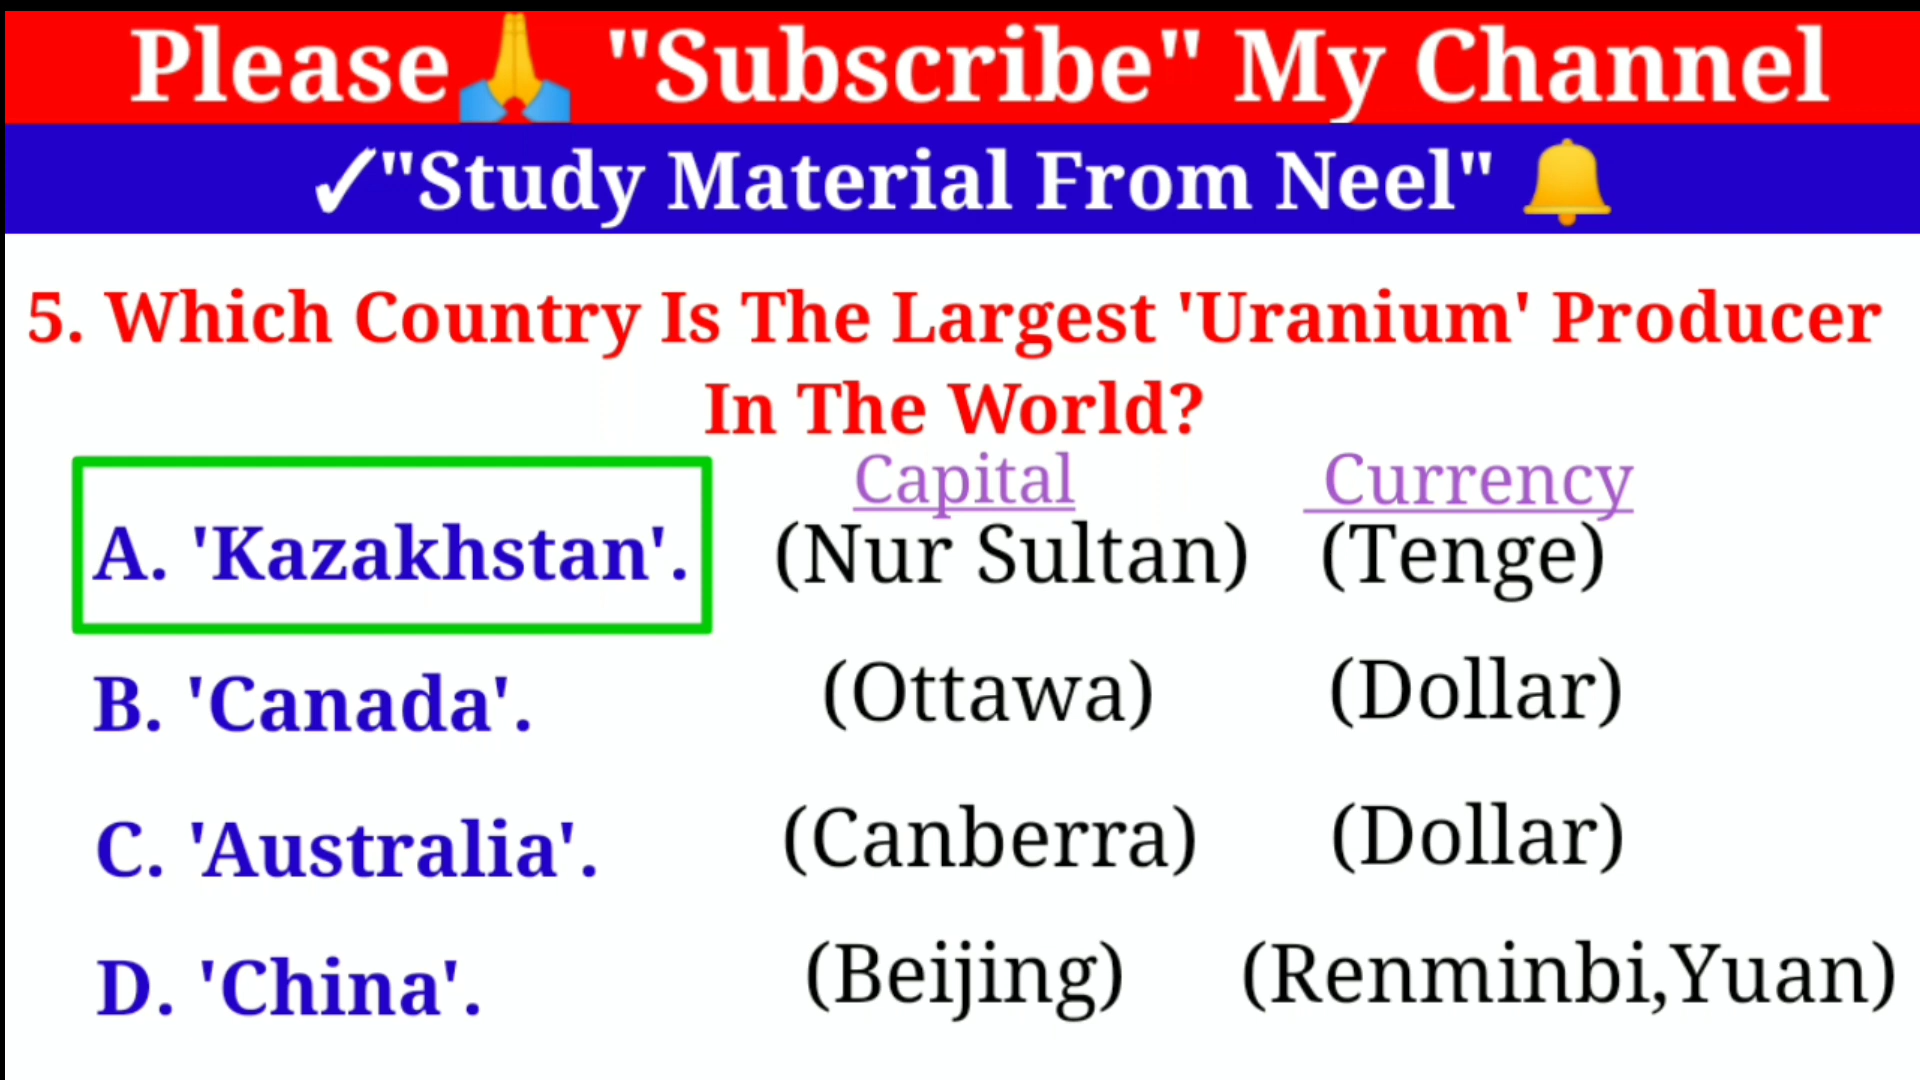 Please🙏 "Subscribe" My Channel
✓"Study Material From Neel" 🔔
5. Which Country Is The Largest 'Uranium' Producer
In The World?
Capital Currency
A. 'Kazakhstan'. (Nur Sultan) (Tenge)
B. 'Canada'. (Ottawa) (Dollar)
C. 'Australia'. (Canberra) (Dollar)
D. 'China'. (Beijing) (Renminbi,Yuan)